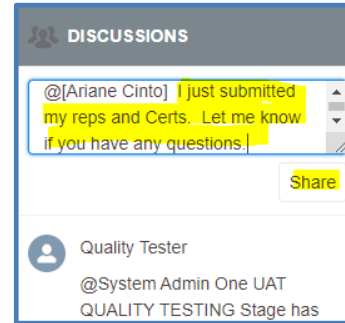 DISCUSSIONS
@[Ariane Cinto] I just submitted
my reps and Certs. Let me know
if you have any questions.
Share
Quality Tester
@System Admin One UAT
QUALITY TESTING Stage has